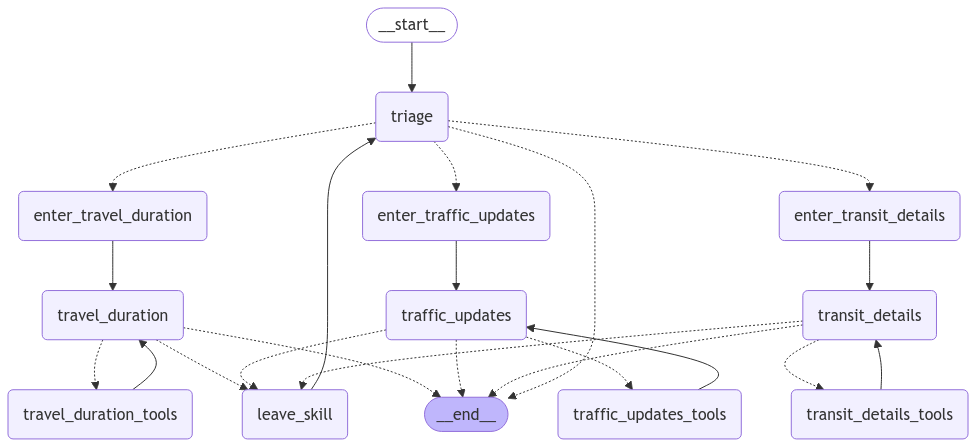 __start__
triage
enter_travel_duration
enter_traffic_updates
enter_transit_details
travel_duration
traffic_updates
transit_details
travel_duration_tools
leave_skill
__end__
traffic_updates_tools
transit_details_tools